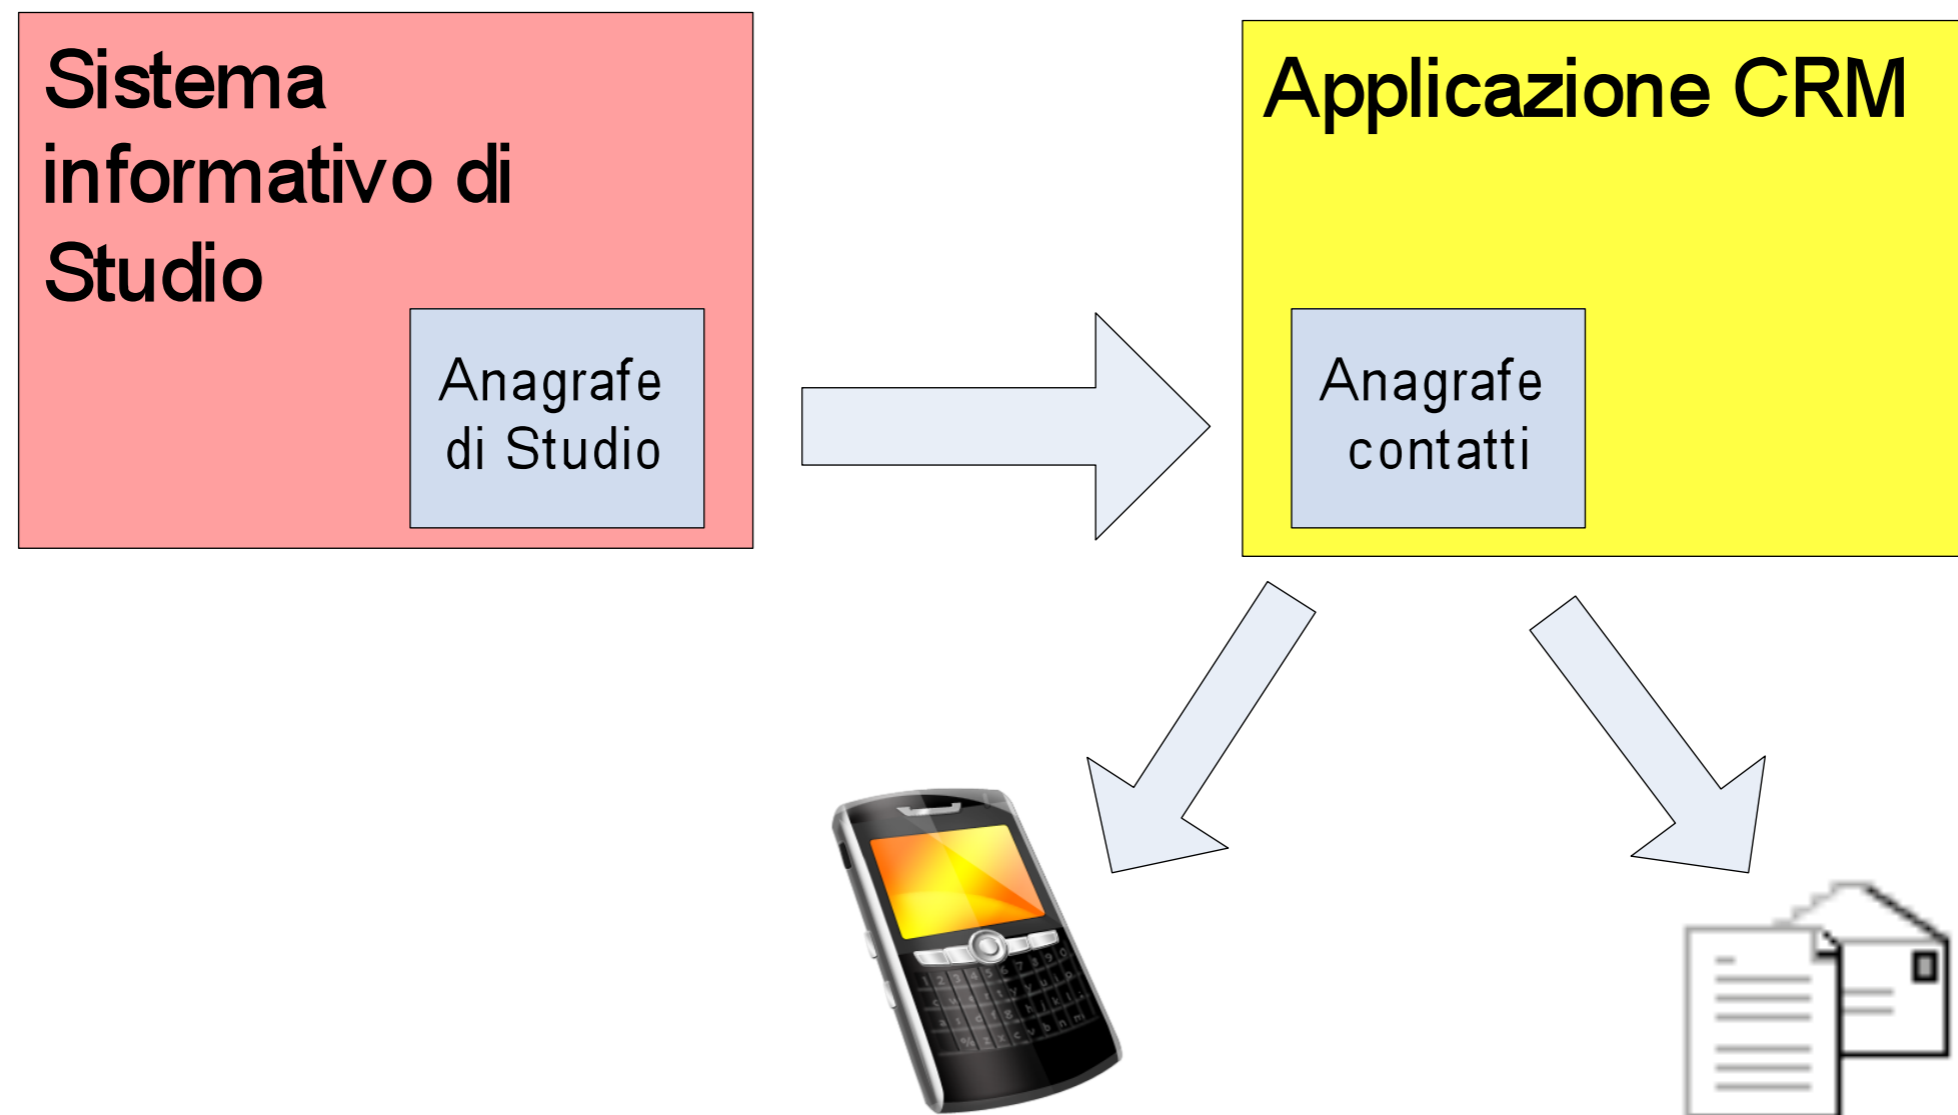 Sistema
informativo di
Studio
Anagrafe
di Studio
Applicazione CRM
Anagrafe
contatti